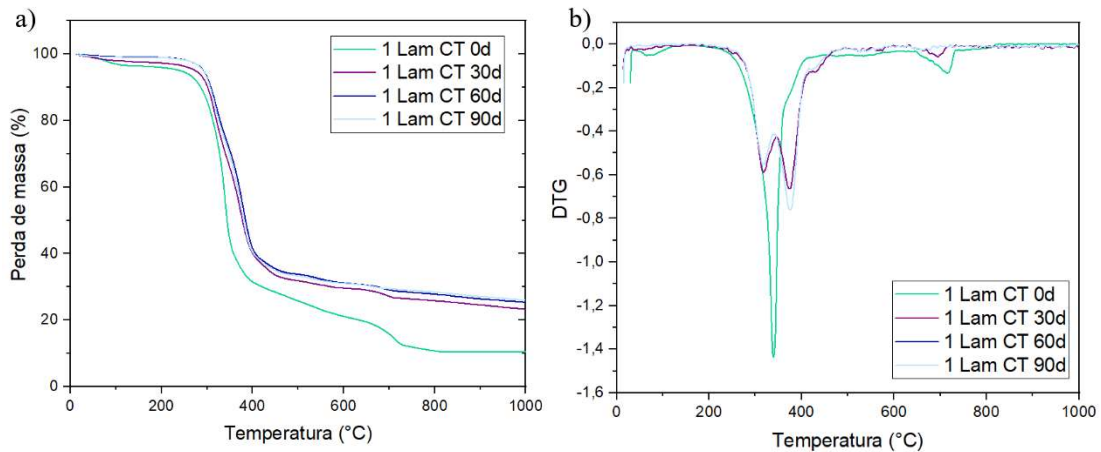 a)
Perda de massa (%)
100
80
60
40
20
0
0
200
400
600
800
1000
Temperatura (°C)
1 Lam CT 0d
1 Lam CT 30d
1 Lam CT 60d
1 Lam CT 90d
b)
DTG
0,0
-0,2
-0,4
-0,6
-0,8
-1,0
-1,2
-1,4
-1,6
0
200
400
600
800
1000
Temperatura (°C)
1 Lam CT 0d
1 Lam CT 30d
1 Lam CT 60d
1 Lam CT 90d